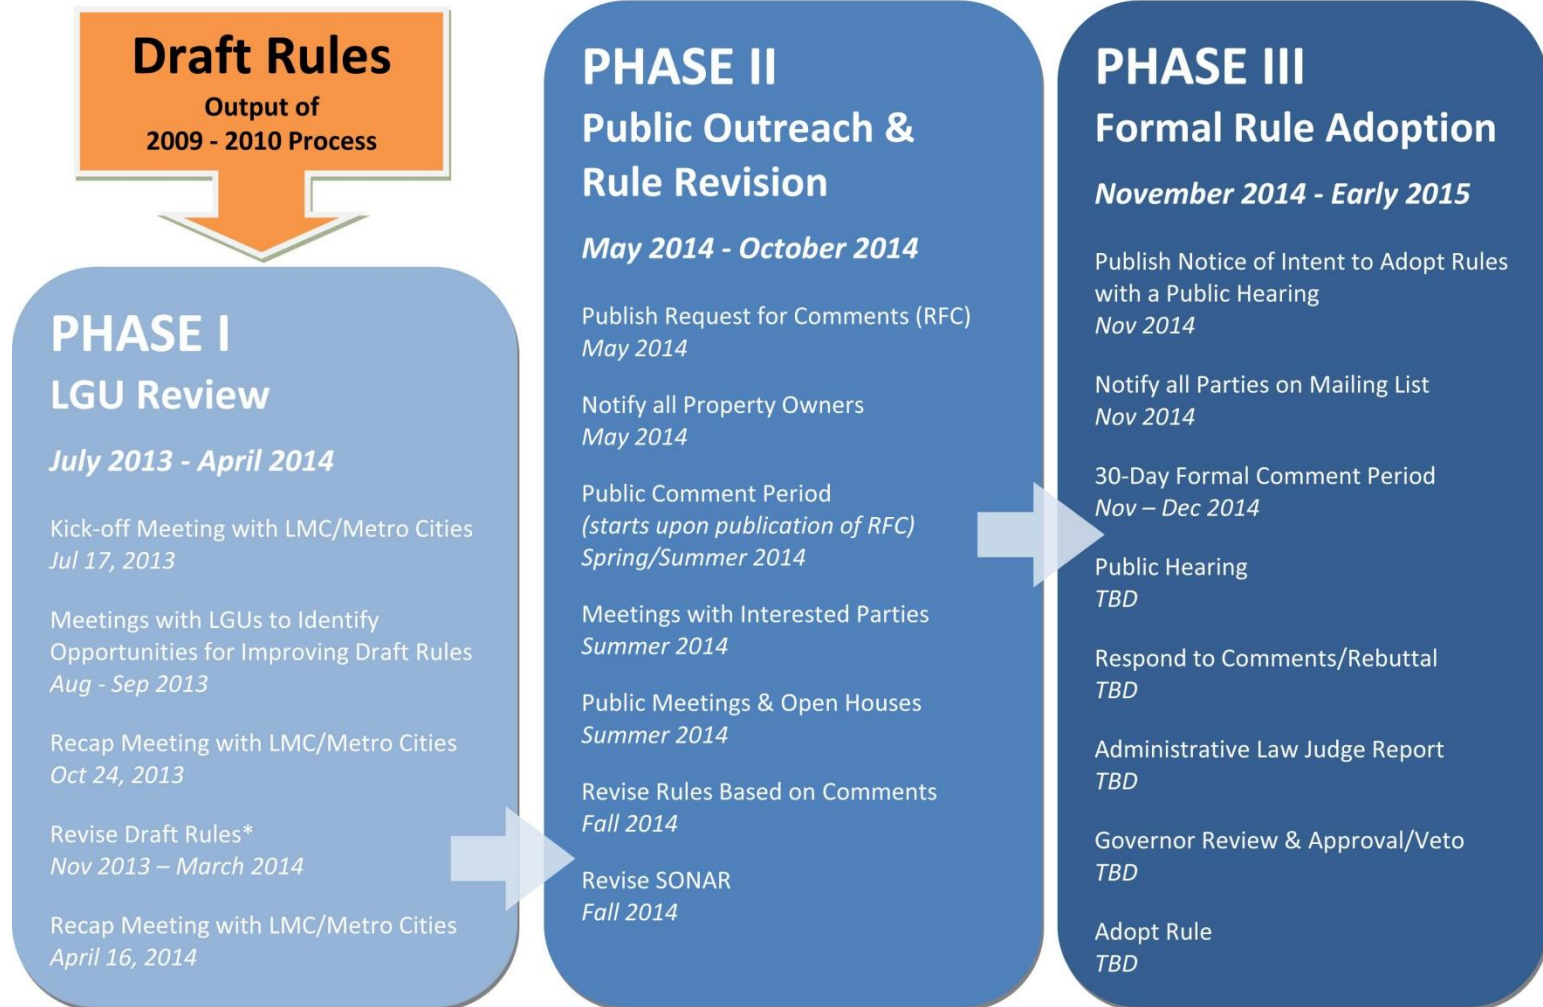 Draft Rules
Output of
2009 - 2010 Process
PHASE I
LGU Review
July 2013 - April 2014
Kick-off Meeting with LMC/Metro Cities
Jul 17, 2013
Meetings with LGUs to Identify
Opportunities for Improving Draft Rules
Aug - Sep 2013
Recap Meeting with LMC/Metro Cities
Oct 24, 2013
Revise Draft Rules*
Nov 2013 – March 2014
Recap Meeting with LMC/Metro Cities
April 16, 2014
PHASE II
Public Outreach &
Rule Revision
May 2014 - October 2014
Publish Request for Comments (RFC)
May 2014
Notify all Property Owners
May 2014
Public Comment Period
(starts upon publication of RFC)
Spring/Summer 2014
Meetings with Interested Parties
Summer 2014
Public Meetings & Open Houses
Summer 2014
Revise Rules Based on Comments
Fall 2014
Revise SONAR
Fall 2014
PHASE III
Formal Rule Adoption
November 2014 - Early 2015
Publish Notice of Intent to Adopt Rules
with a Public Hearing
Nov 2014
Notify all Parties on Mailing List
Nov 2014
30-Day Formal Comment Period
Nov – Dec 2014
Public Hearing
TBD
Respond to Comments/Rebuttal
TBD
Administrative Law Judge Report
TBD
Governor Review & Approval/Veto
TBD
Adopt Rule
TBD